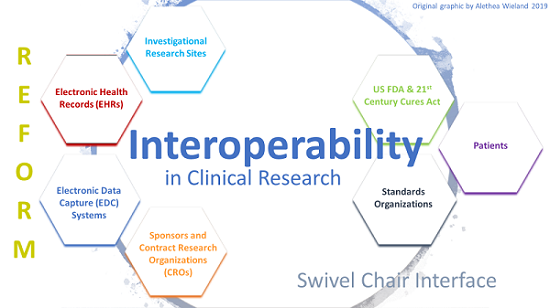 Original graphic by Alethea Wieland 2019
REFORM
Investigational
Research Sites
Electronic Health
Records (EHRs)
US FDA & 21st
Century Cures Act
Interoperability
in Clinical Research
Patients
Electronic Data
Capture (EDC)
Systems
Standards
Organizations
Sponsors and
Contract Research
Organizations
(CROs)
Swivel Chair Interface